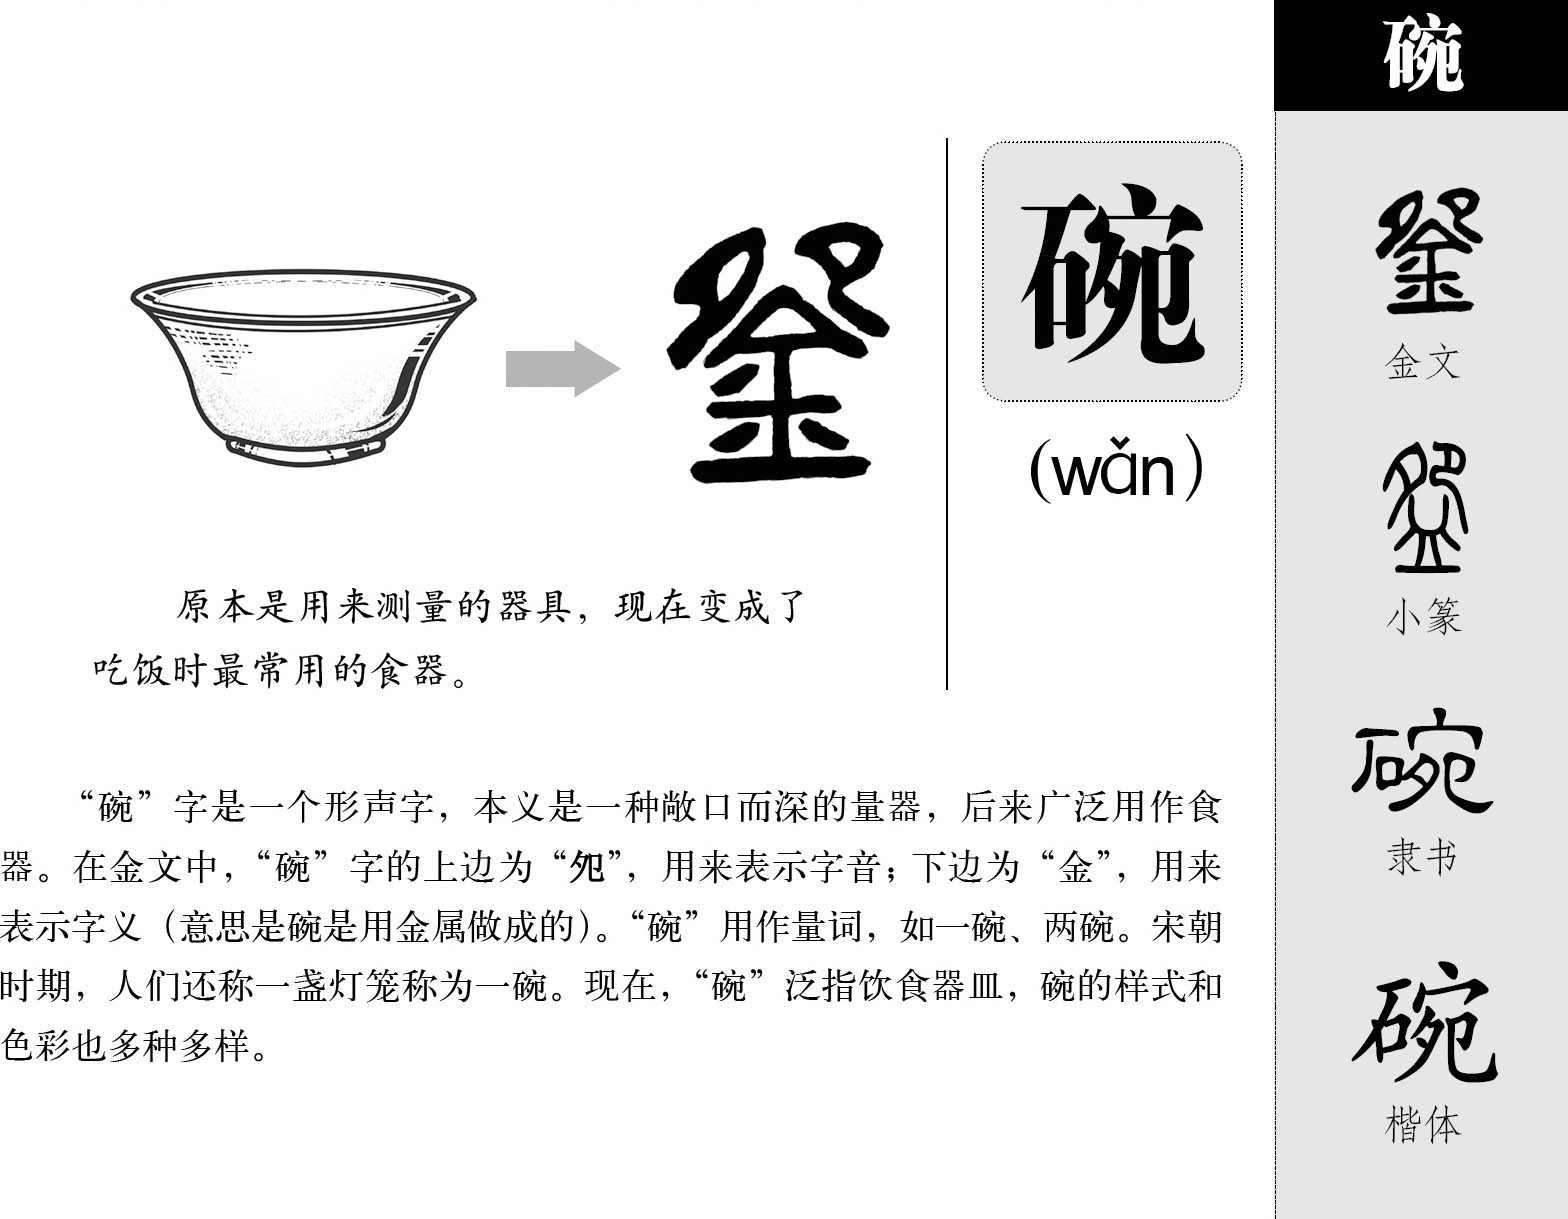 碗
碗
(wǎn)
原本是用来测量的器具，现在变成了
吃饭时最常用的食器。
“碗”字是一个形声字，本义是一种敞口而深的量器，后来广泛用作食
器。在金文中，“碗”字的上边为“夗”，用来表示字音；下边为“金”，用来
表示字义（意思是碗是用金属做成的）。“碗”用作量词，如一碗、两碗。宋朝
时期，人们还称一盏灯笼称为一碗。现在，“碗”泛指饮食器皿，碗的样式和
色彩也多种多样。
金文
小篆
碗
隶书
碗
楷体